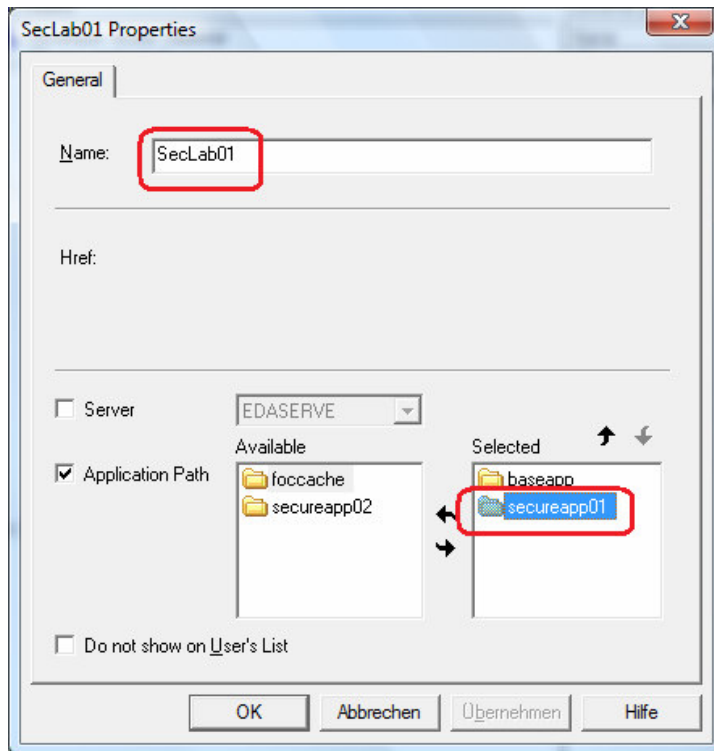 SecLab01 Properties
General
Name: SecLab01
Href:
Server EDASERVE
Available Selected
Application Path foccache baseapp
secureapp02 secureapp01
Do not show on User's List
OK Abbrechen Übernehmen Hilfe